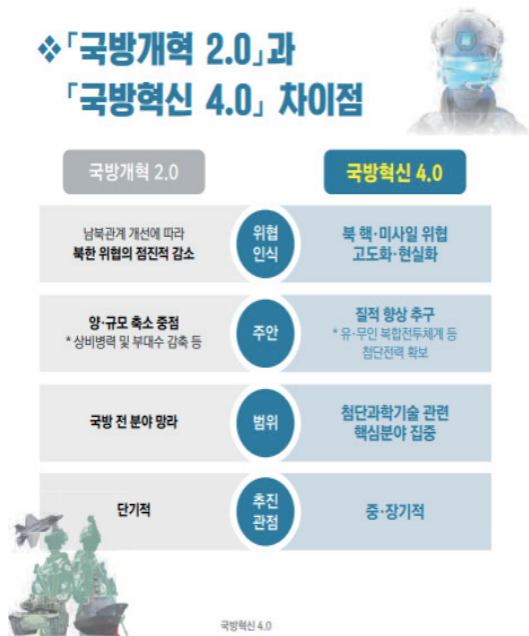 ❖「국방개혁 2.0」과
「국방혁신 4.0」 차이점
국방개혁 2.0
국방혁신 4.0
남북관계 개선에 따라
북한 위협의 점진적 감소
위협
인식
북 핵·미사일 위협
고도화·현실화
양·규모 축소 중점
* 상비병력 및 부대수 감축 등
주안
질적 향상 추구
* 유·무인 복합전투체계 등
첨단전력 확보
국방 전 분야 망라
범위
첨단과학기술 관련
핵심분야 집중
단기적
추진
관점
중·장기적
국방혁신 4.0